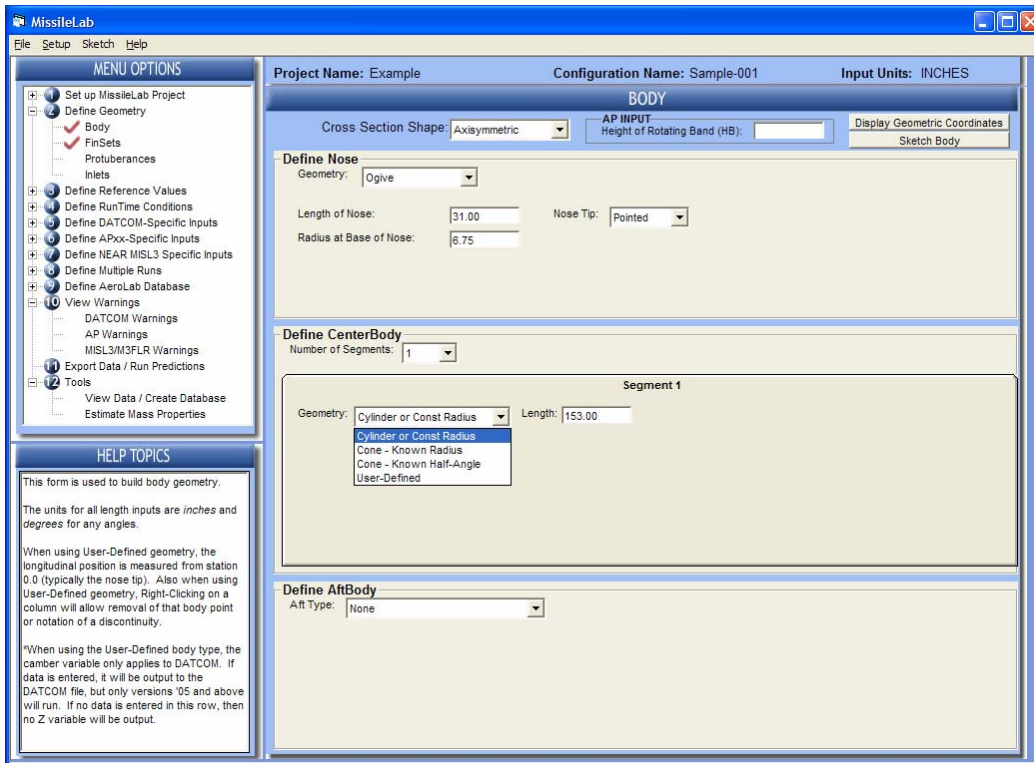 MissileLab
File Setup Sketch Help
MENU OPTIONS
1 Set up MissileLab Project
2 Define Geometry
Body
FinSets
Protuberances
Inlets
3 Define Reference Values
4 Define RunTime Conditions
5 Define DATCOM-Specific Inputs
6 Define APxx-Specific Inputs
7 Define NEAR MISL3 Specific Inputs
8 Define Multiple Runs
9 Define AeroLab Database
10 View Warnings
DATCOM Warnings
AP Warnings
MISL3/M3FLR Warnings
11 Export Data / Run Predictions
12 Tools
View Data / Create Database
Estimate Mass Properties
HELP TOPICS
This form is used to build body geometry.
The units for all length inputs are inches and
degrees for any angles.
When using User-Defined geometry, the
longitudinal position is measured from station
0.0 (typically the nose tip). Also when using
User-Defined geometry, Right-Clicking on a
column will allow removal of that body point
or notation of a discontinuity.
*When using the User-Defined body type, the
camber variable only applies to DATCOM. If
data is entered, it will be output to the
DATCOM file, but only versions '05 and above
will run. If no data is entered in this row, then
no Z variable will be output.
Project Name: Example Configuration Name: Sample-001 Input Units: INCHES
BODY
Cross Section Shape: Axisymmetric
AP INPUT
Height of Rotating Band (HB):
Display Geometric Coordinates
Sketch Body
Define Nose
Geometry: Ogive
Length of Nose: 31.00 Nose Tip: Pointed
Radius at Base of Nose: 6.75
Define CenterBody
Number of Segments: 1
Segment 1
Geometry: Cylinder or Const Radius Length: 153.00
Cylinder or Const Radius
Cone - Known Radius
Cone - Known Half-Angle
User-Defined
Define AftBody
Aft Type: None